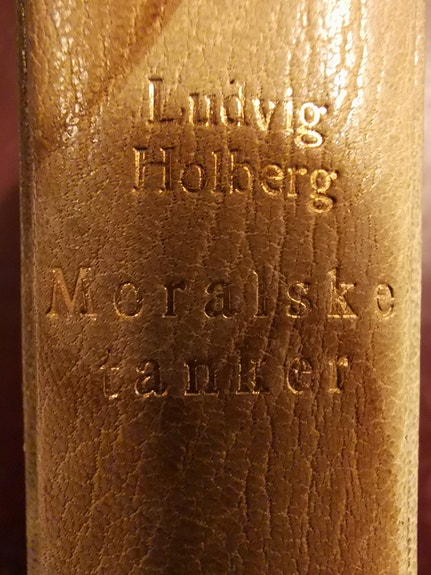 Ludvig
Holberg
Moralske
tanker